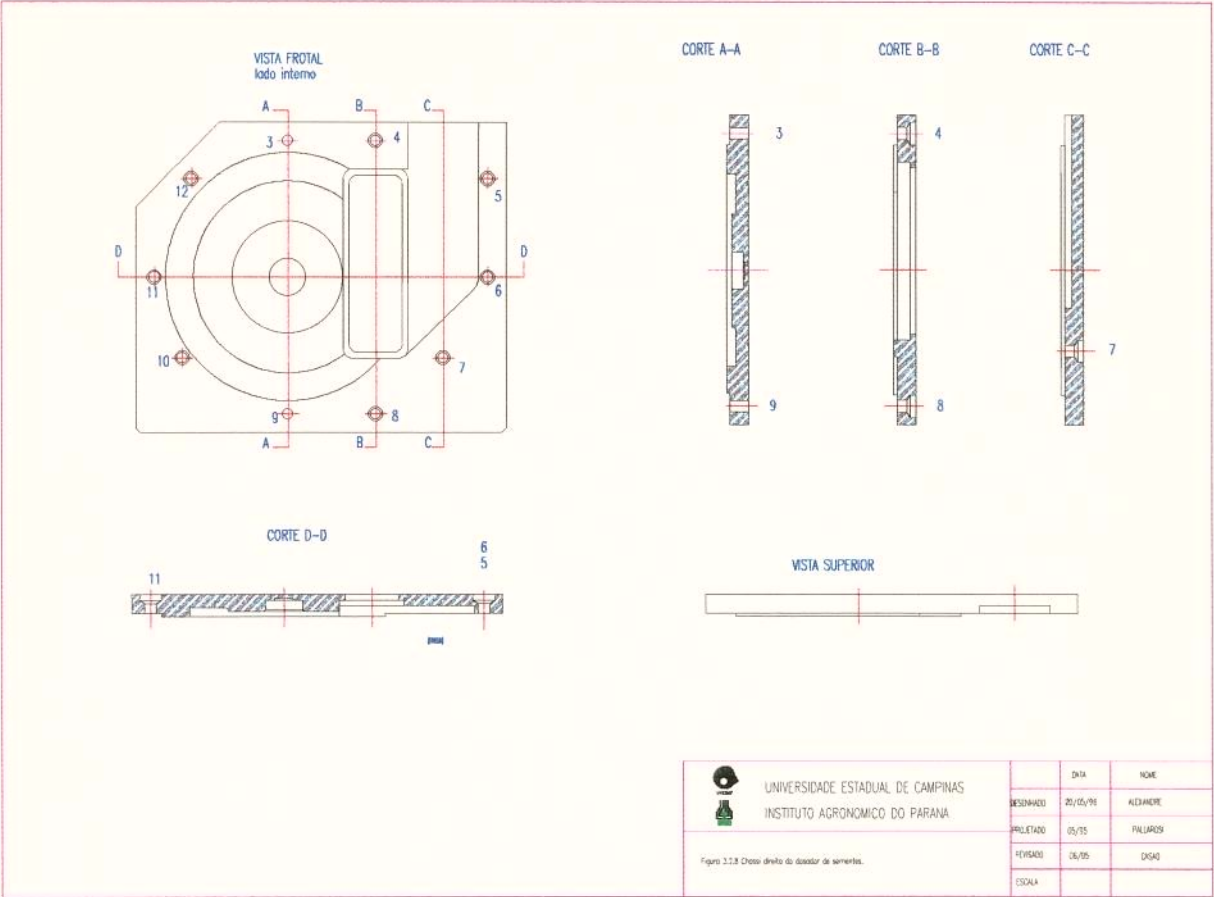 VISTA FROTAL
lado interno
A
B
C
3
4
12
5
D
D
11
6
10
7
9
8
A
B
C
CORTE A-A
3
9
CORTE B-B
4
8
CORTE C-C
7
CORTE D-D
11
6
5
VISTA SUPERIOR
UNIVERSIDADE ESTADUAL DE CAMPINAS
INSTITUTO AGRONOMICO DO PARANA
Figura 3.2.8 Chassi direito do dosador de sementes.
DATA NOME
DESENHADO 20/05/96 ALEXANDRE
PROJETADO 05/95 PALLAROSI
REVISADO 06/95
ESCALA